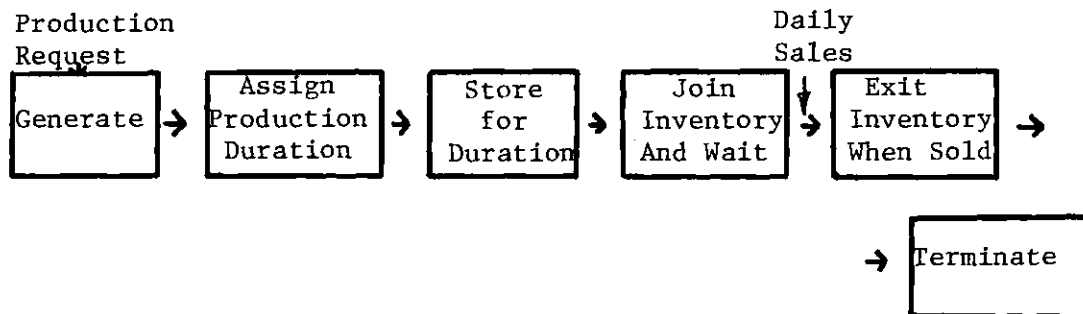 Production
Request
Generate
Assign
Production
Duration
Store
for
Duration
Join
Inventory
And Wait
Daily
Sales
Exit
Inventory
When Sold
Terminate